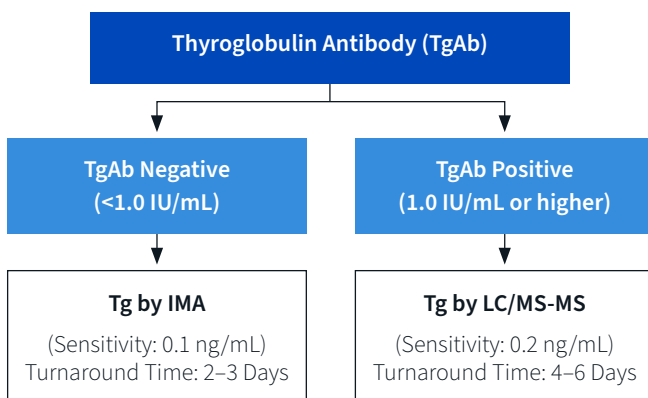 Thyroglobulin Antibody (TgAb)
TgAb Negative
(<1.0 IU/mL)
TgAb Positive
(1.0 IU/mL or higher)
Tg by IMA
(Sensitivity: 0.1 ng/mL)
Turnaround Time: 2–3 Days
Tg by LC/MS-MS
(Sensitivity: 0.2 ng/mL)
Turnaround Time: 4–6 Days